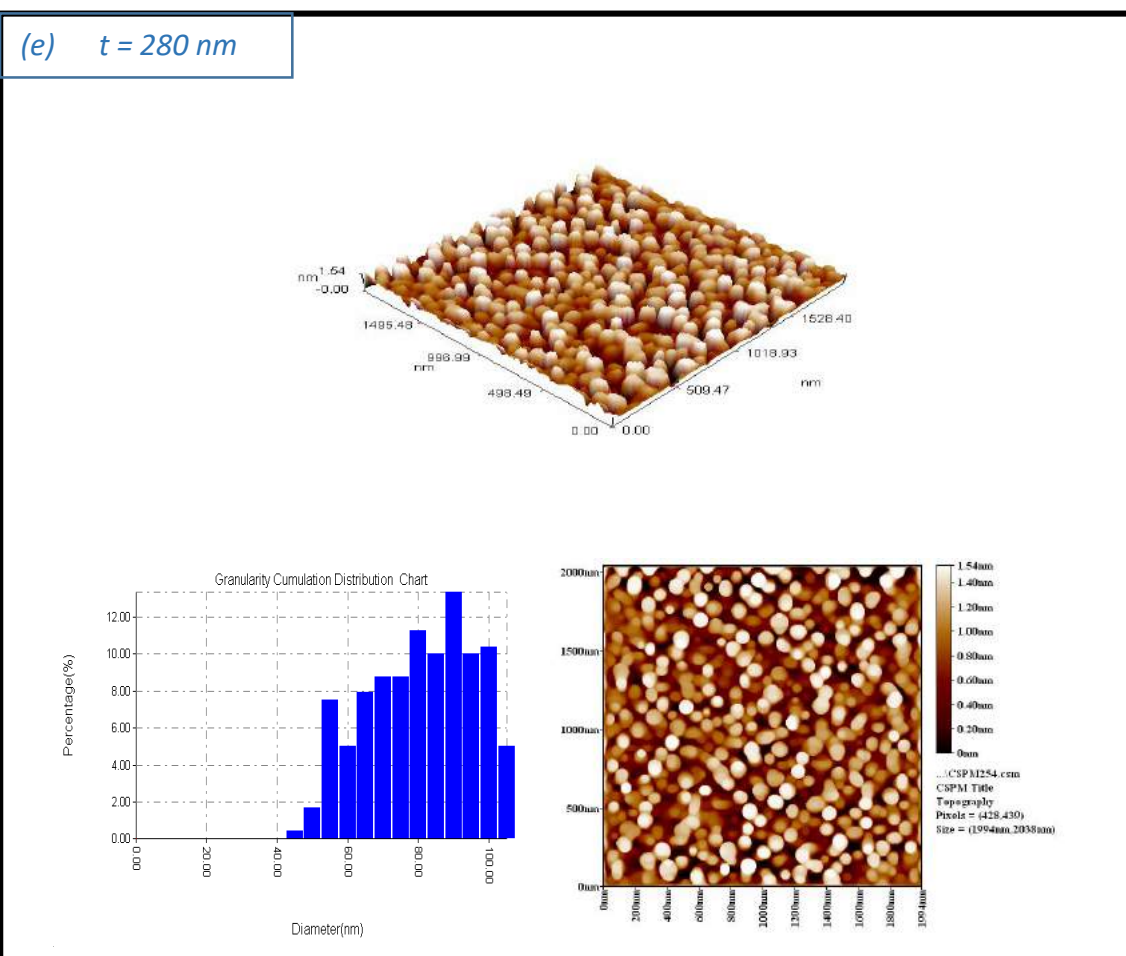 (e) t = 280 nm
nm 1.54
-0.00
1495.48
996.99
nm
498.49
0.00
0.00
509.47
1018.93
1528.40
nm
Granularity Cumulation Distribution Chart
Percentage(%)
12.00
10.00
8.00
6.00
4.00
2.00
0.00
0.00
20.00
40.00
60.00
80.00
100.00
Diameter(nm)
2000nm
1500nm
1000nm
500nm
0nm
0nm
200nm
400nm
600nm
800nm
1000nm
1200nm
1400nm
1600nm
1994nm
1.54nm
1.40nm
1.20nm
1.00nm
0.80nm
0.60nm
0.40nm
0.20nm
0nm
...\CSPM254.csm
CSPM Title
Topography
Pixels = (428,439)
Size = (1994nm,2038nm)